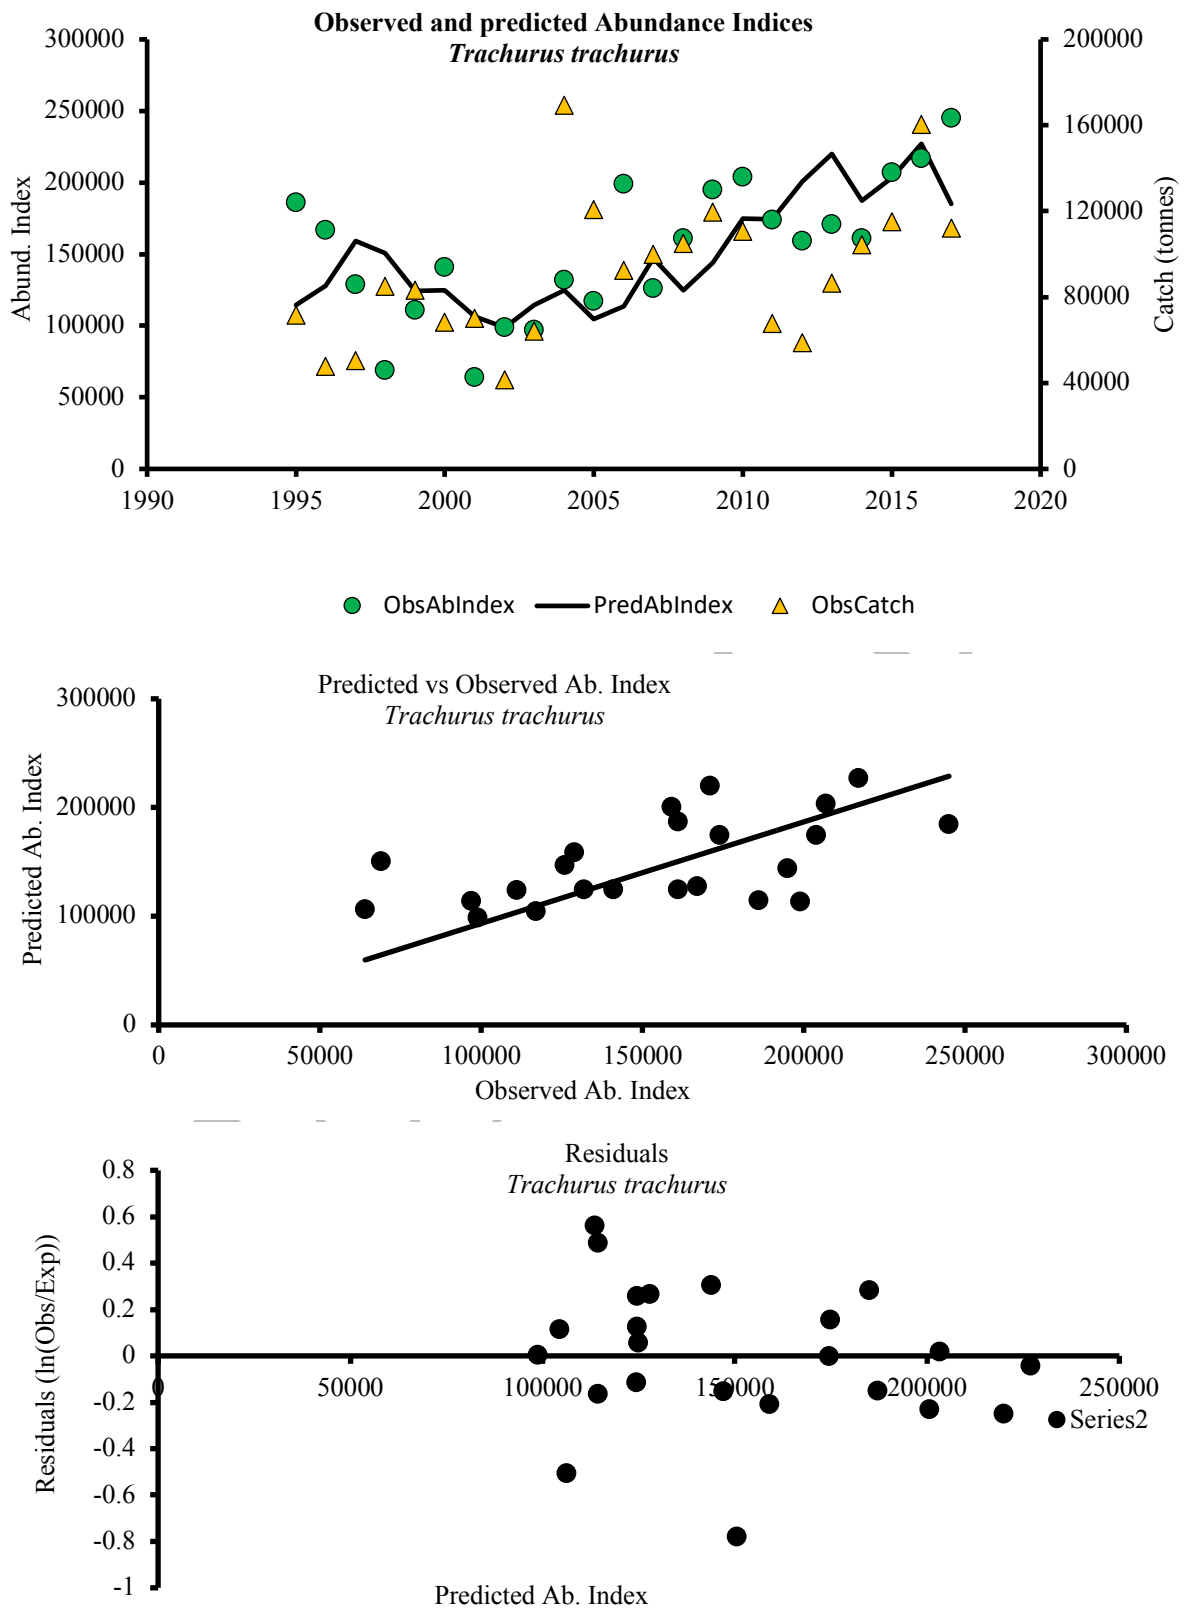 Observed and predicted Abundance Indices
Trachurus trachurus
300000
250000
200000
150000
100000
50000
0
Abund. Index
200000
160000
120000
80000
40000
0
Catch (tonnes)
1990 1995 2000 2005 2010 2015 2020
ObsAbIndex PredAbIndex ObsCatch
Predicted vs Observed Ab. Index
Trachurus trachurus
300000
200000
100000
0
Predicted Ab. Index
0 50000 100000 150000 200000 250000 300000
Observed Ab. Index
Residuals
Trachurus trachurus
0.8
0.6
0.4
0.2
0
-0.2
-0.4
-0.6
-0.8
-1
Residuals (ln(Obs/Exp))
0 50000 100000 150000 200000 250000
Series2
Predicted Ab. Index